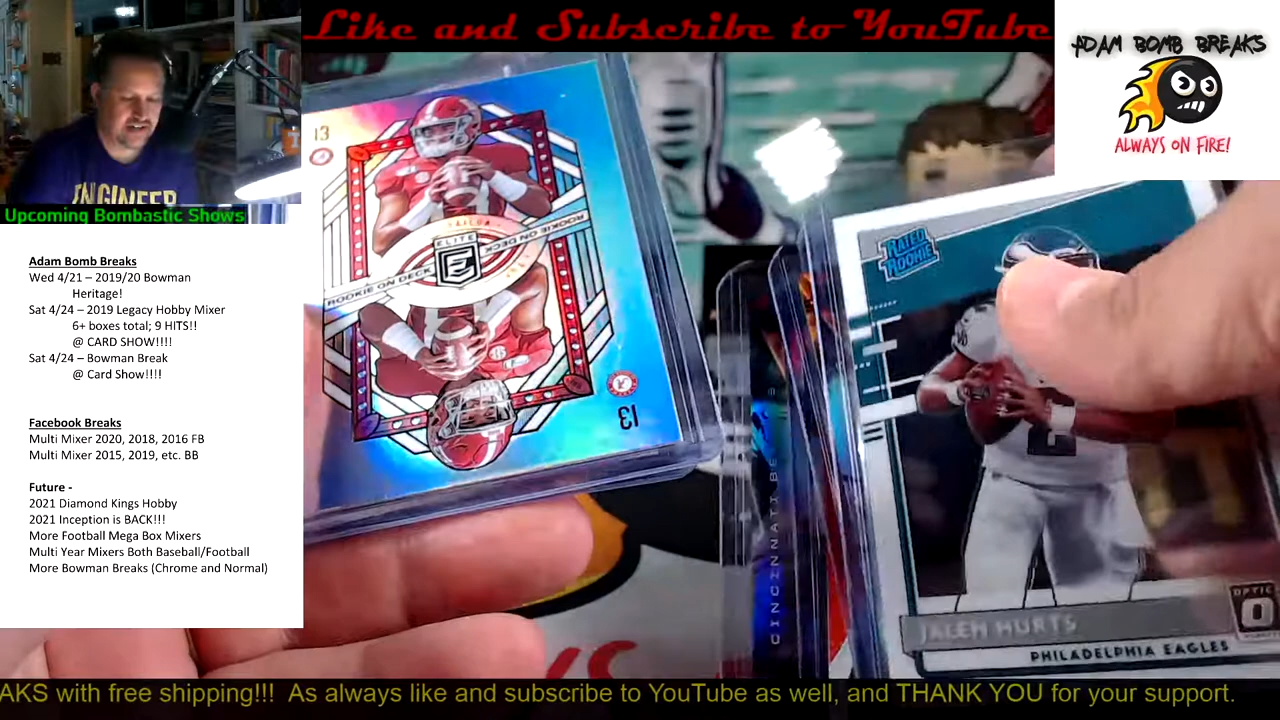 Like and Subscribe to YouTube
ADAM BOMB BREAKS
ALWAYS ON FIRE!
ENGINEER
Upcoming Bombastic Shows
Adam Bomb Breaks
Wed 4/21 – 2019/20 Bowman
Heritage!
Sat 4/24 – 2019 Legacy Hobby Mixer
6+ boxes total; 9 HITS!!
@ CARD SHOW!!!!
Sat 4/24 – Bowman Break
@ Card Show!!!!
Facebook Breaks
Multi Mixer 2020, 2018, 2016 FB
Multi Mixer 2015, 2019, etc. BB
Future -
2021 Diamond Kings Hobby
2021 Inception is BACK!!!
More Football Mega Box Mixers
Multi Year Mixers Both Baseball/Football
More Bowman Breaks (Chrome and Normal)
13
ELITE
E
ROOKIE ON DECK
ROOKIE ON DECK
13
CINCINNATI BE
RATED
ROOKIE
2
JALEN HURTS
PHILADELPHIA EAGLES
OPTIC
AKS with free shipping!!! As always like and subscribe to YouTube as well, and THANK YOU for your support.